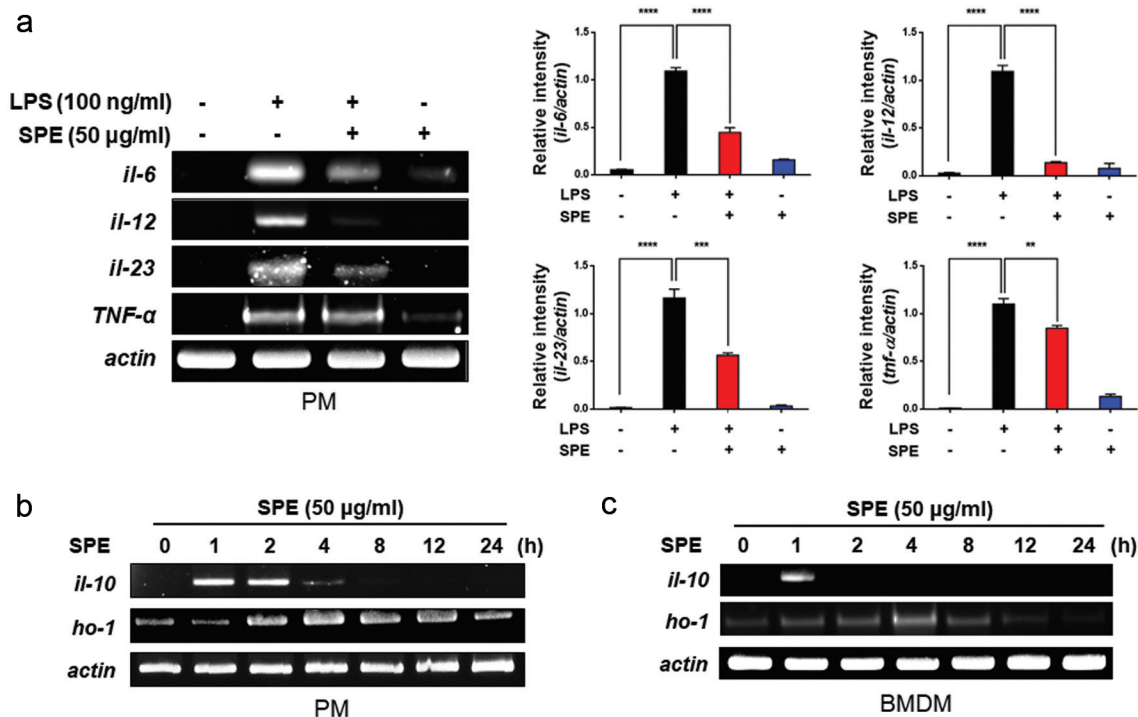 a
LPS (100 ng/ml) - + + -
SPE (50 µg/ml) - - + +
il-6
il-12
il-23
TNF-α
actin
PM
**** ****
Relative intensity
(il-6/actin)
1.5
1.0
0.5
0.0
LPS - + + -
SPE - - + +
**** ****
Relative intensity
(il-12/actin)
1.5
1.0
0.5
0.0
LPS - + + -
SPE - - + +
**** ***
Relative intensity
(il-23/actin)
1.5
1.0
0.5
0.0
LPS - + + -
SPE - - + +
**** **
Relative intensity
(tnf-α/actin)
1.5
1.0
0.5
0.0
LPS - + + -
SPE - - + +
b
SPE (50 µg/ml)
SPE 0 1 2 4 8 12 24 (h)
il-10
ho-1
actin
PM
c
SPE (50 µg/ml)
SPE 0 1 2 4 8 12 24 (h)
il-10
ho-1
actin
BMDM